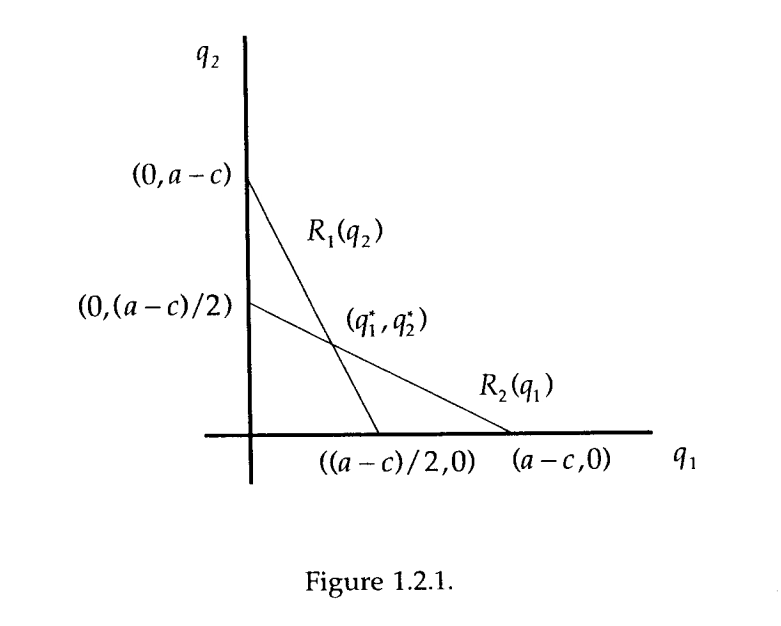 q₂
(0, a – c)
R₁(q₂)
(0, (a – c)/2)
(q₁*, q₂*)
R₂(q₁)
((a – c)/2, 0)
(a – c, 0)
q₁
Figure 1.2.1.